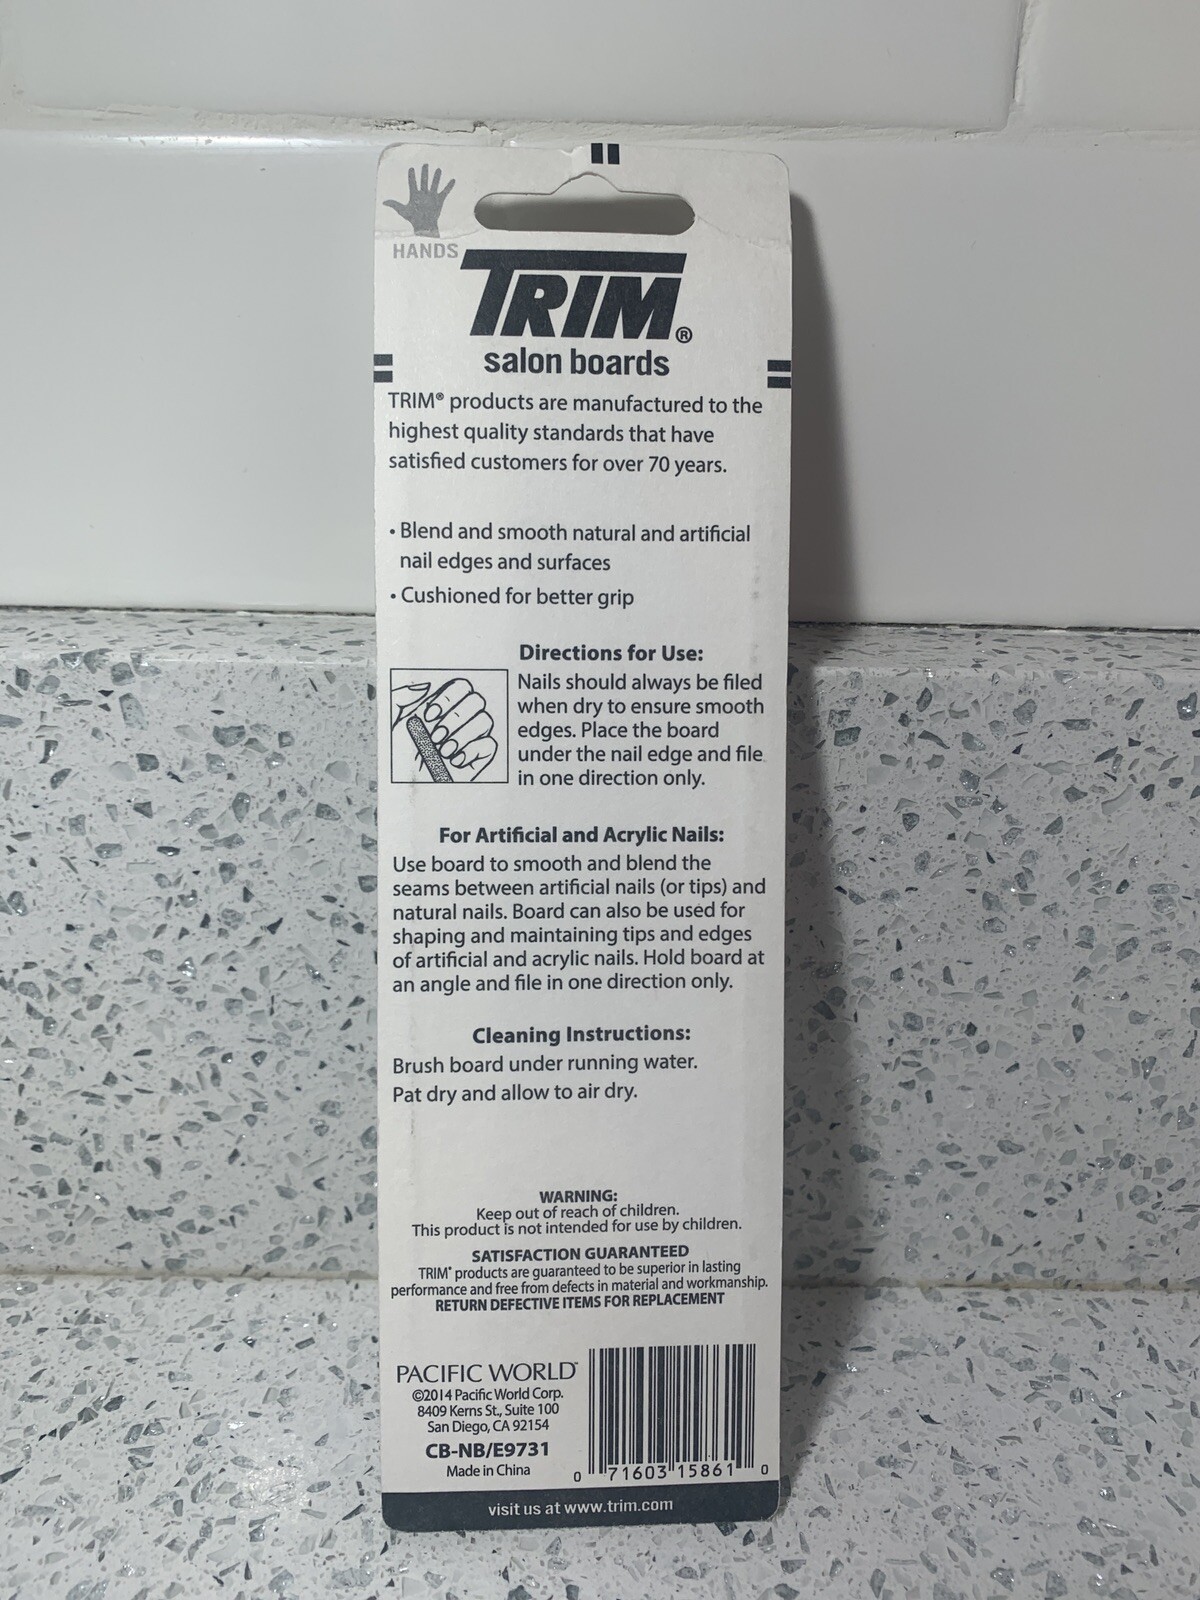 HANDS
TRIM®
salon boards
TRIM® products are manufactured to the
highest quality standards that have
satisfied customers for over 70 years.
• Blend and smooth natural and artificial
nail edges and surfaces
• Cushioned for better grip
Directions for Use:
Nails should always be filed
when dry to ensure smooth
edges. Place the board
under the nail edge and file
in one direction only.
For Artificial and Acrylic Nails:
Use board to smooth and blend the
seams between artificial nails (or tips) and
natural nails. Board can also be used for
shaping and maintaining tips and edges
of artificial and acrylic nails. Hold board at
an angle and file in one direction only.
Cleaning Instructions:
Brush board under running water.
Pat dry and allow to air dry.
WARNING:
Keep out of reach of children.
This product is not intended for use by children.
SATISFACTION GUARANTEED
TRIM® products are guaranteed to be superior in lasting
performance and free from defects in material and workmanship.
RETURN DEFECTIVE ITEMS FOR REPLACEMENT
PACIFIC WORLD™
©2014 Pacific World Corp.
8409 Kerns St., Suite 100
San Diego, CA 92154
CB-NB/E9731
Made in China
0 71603 15861 0
visit us at www.trim.com